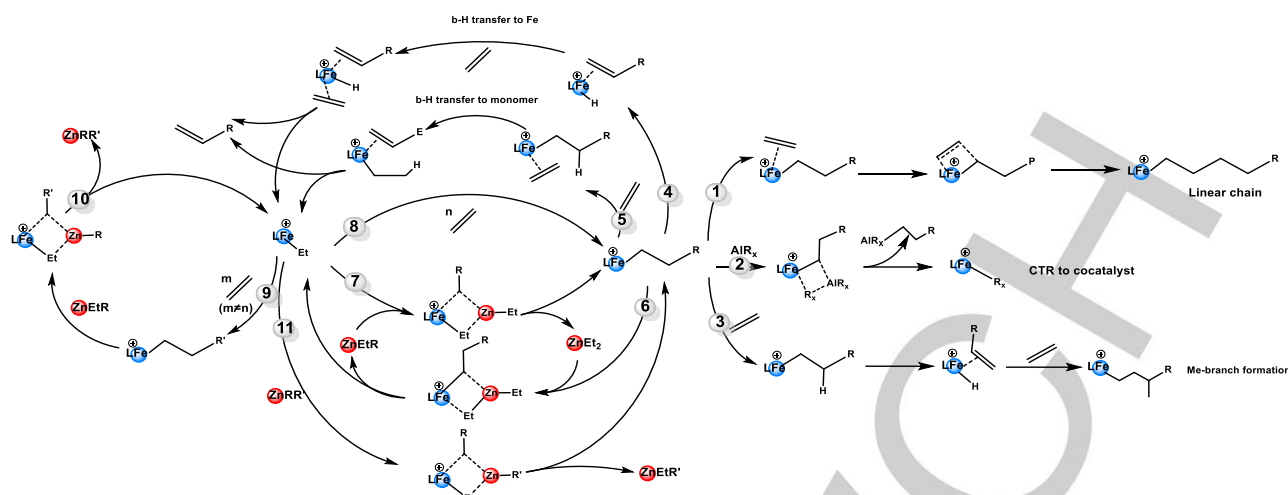 b-H transfer to Fe
R
⊕
LFe
H
R
⊕
LFe
H
b-H transfer to monomer
ZnRR'
R
E
⊕
LFe
H
⊕
LFe
R
H
10
R'
⊕
LFe
Zn
R
Et
⊕
LFe
Et
8
n
5
4
1
⊕
LFe
R
⊕
LFe
P
⊕
LFe
R
Linear chain
⊕
LFe
R
AlRx
2
R
⊕
LFe
Rx
AlRx
AlRx
R
⊕
LFe
Rx
CTR to cocatalyst
m
(m≠n)
9
7
11
ZnEtR
R
⊕
LFe
Zn
Et
Et
6
3
⊕
LFe
R'
ZnEtR
ZnEt2
R
⊕
LFe
Zn
Et
Et
⊕
LFe
R
H
R
⊕
LFe
H
⊕
LFe
R
Me-branch formation
ZnRR'
R
⊕
LFe
Zn
R'
ZnEtR'